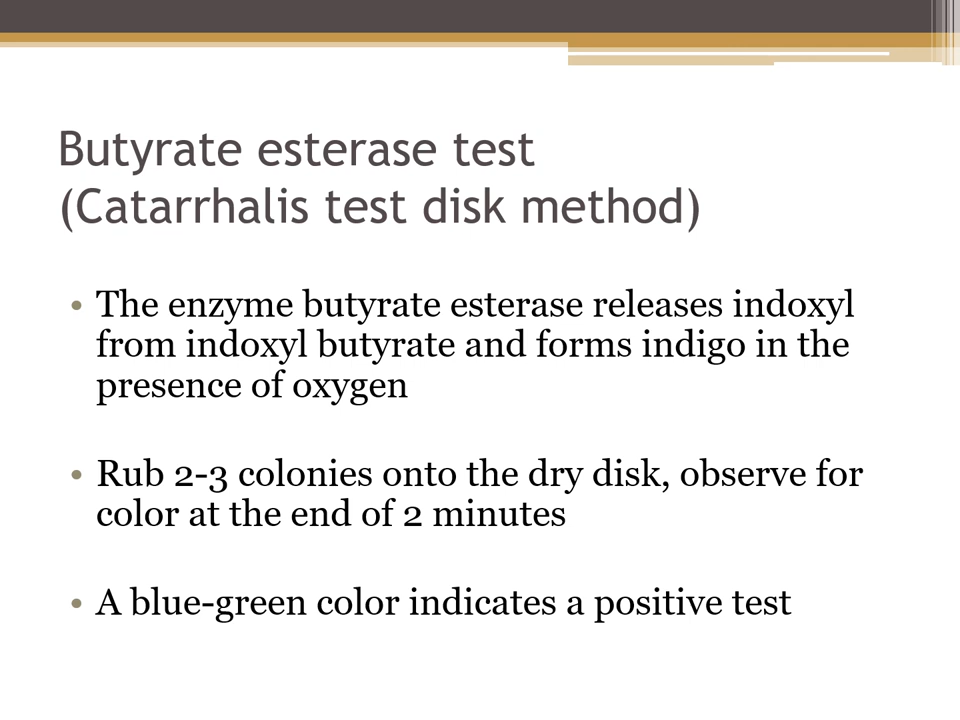 Butyrate esterase test
(Catarrhalis test disk method)
• The enzyme butyrate esterase releases indoxyl
from indoxyl butyrate and forms indigo in the
presence of oxygen
• Rub 2-3 colonies onto the dry disk, observe for
color at the end of 2 minutes
• A blue-green color indicates a positive test